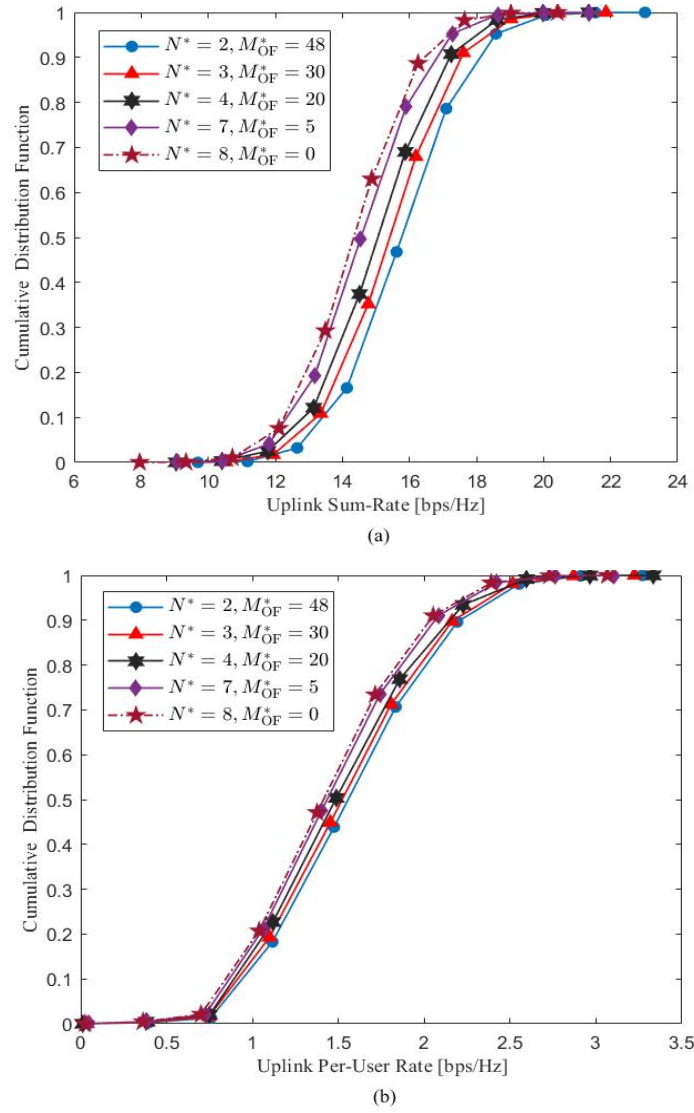 1
0.9
0.8
0.7
0.6
0.5
0.4
0.3
0.2
0.1
0
Cumulative Distribution Function
N* = 2, M*OF = 48
N* = 3, M*OF = 30
N* = 4, M*OF = 20
N* = 7, M*OF = 5
N* = 8, M*OF = 0
6 8 10 12 14 16 18 20 22 24
Uplink Sum-Rate [bps/Hz]
(a)
1
0.9
0.8
0.7
0.6
0.5
0.4
0.3
0.2
0.1
0
Cumulative Distribution Function
N* = 2, M*OF = 48
N* = 3, M*OF = 30
N* = 4, M*OF = 20
N* = 7, M*OF = 5
N* = 8, M*OF = 0
0 0.5 1 1.5 2 2.5 3 3.5
Uplink Per-User Rate [bps/Hz]
(b)